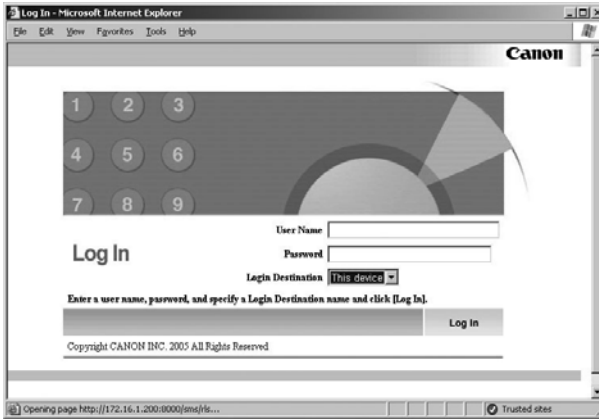 Log In - Microsoft Internet Explorer
File Edit View Favorites Tools Help
Canon
1 2 3
4 5 6
7 8 9
User Name
Log In
Password
Login Destination This device
Enter a user name, password, and specify a Login Destination name and click [Log In].
Log In
Copyright CANON INC. 2005 All Rights Reserved
Opening page http://172.16.1.200:8000/sms/rls... Trusted sites